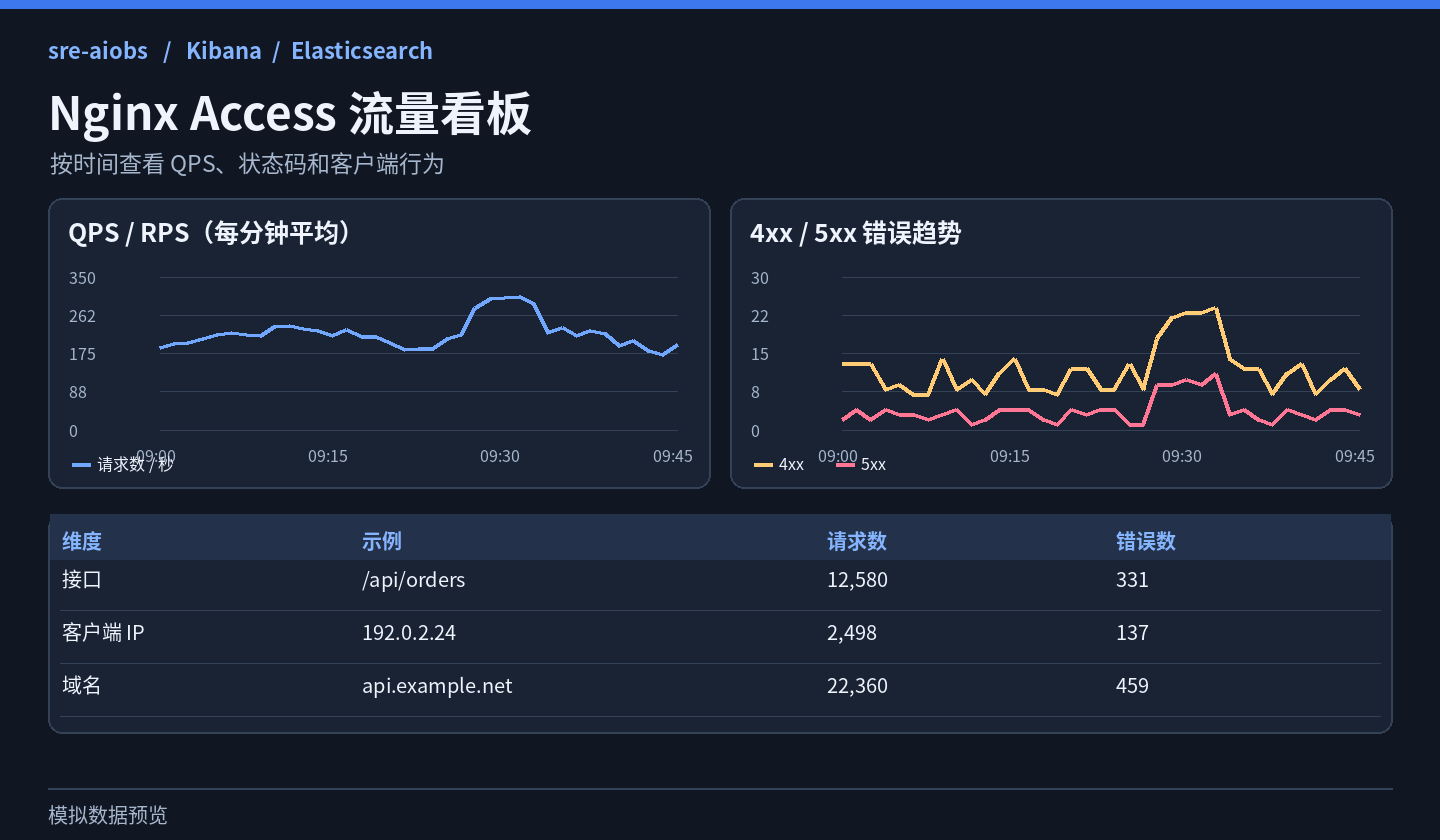 sre-aiobs / Kibana / Elasticsearch
Nginx Access 流量看板
按时间查看 QPS、状态码和客户端行为
QPS / RPS（每分钟平均）
350
262
175
88
0
09:00 09:15 09:30 09:45
请求数 / 秒
4xx / 5xx 错误趋势
30
22
15
8
0
09:00 09:15 09:30 09:45
4xx 5xx
维度 示例 请求数 错误数
接口 /api/orders 12,580 331
客户端 IP 192.0.2.24 2,498 137
域名 api.example.net 22,360 459
模拟数据预览